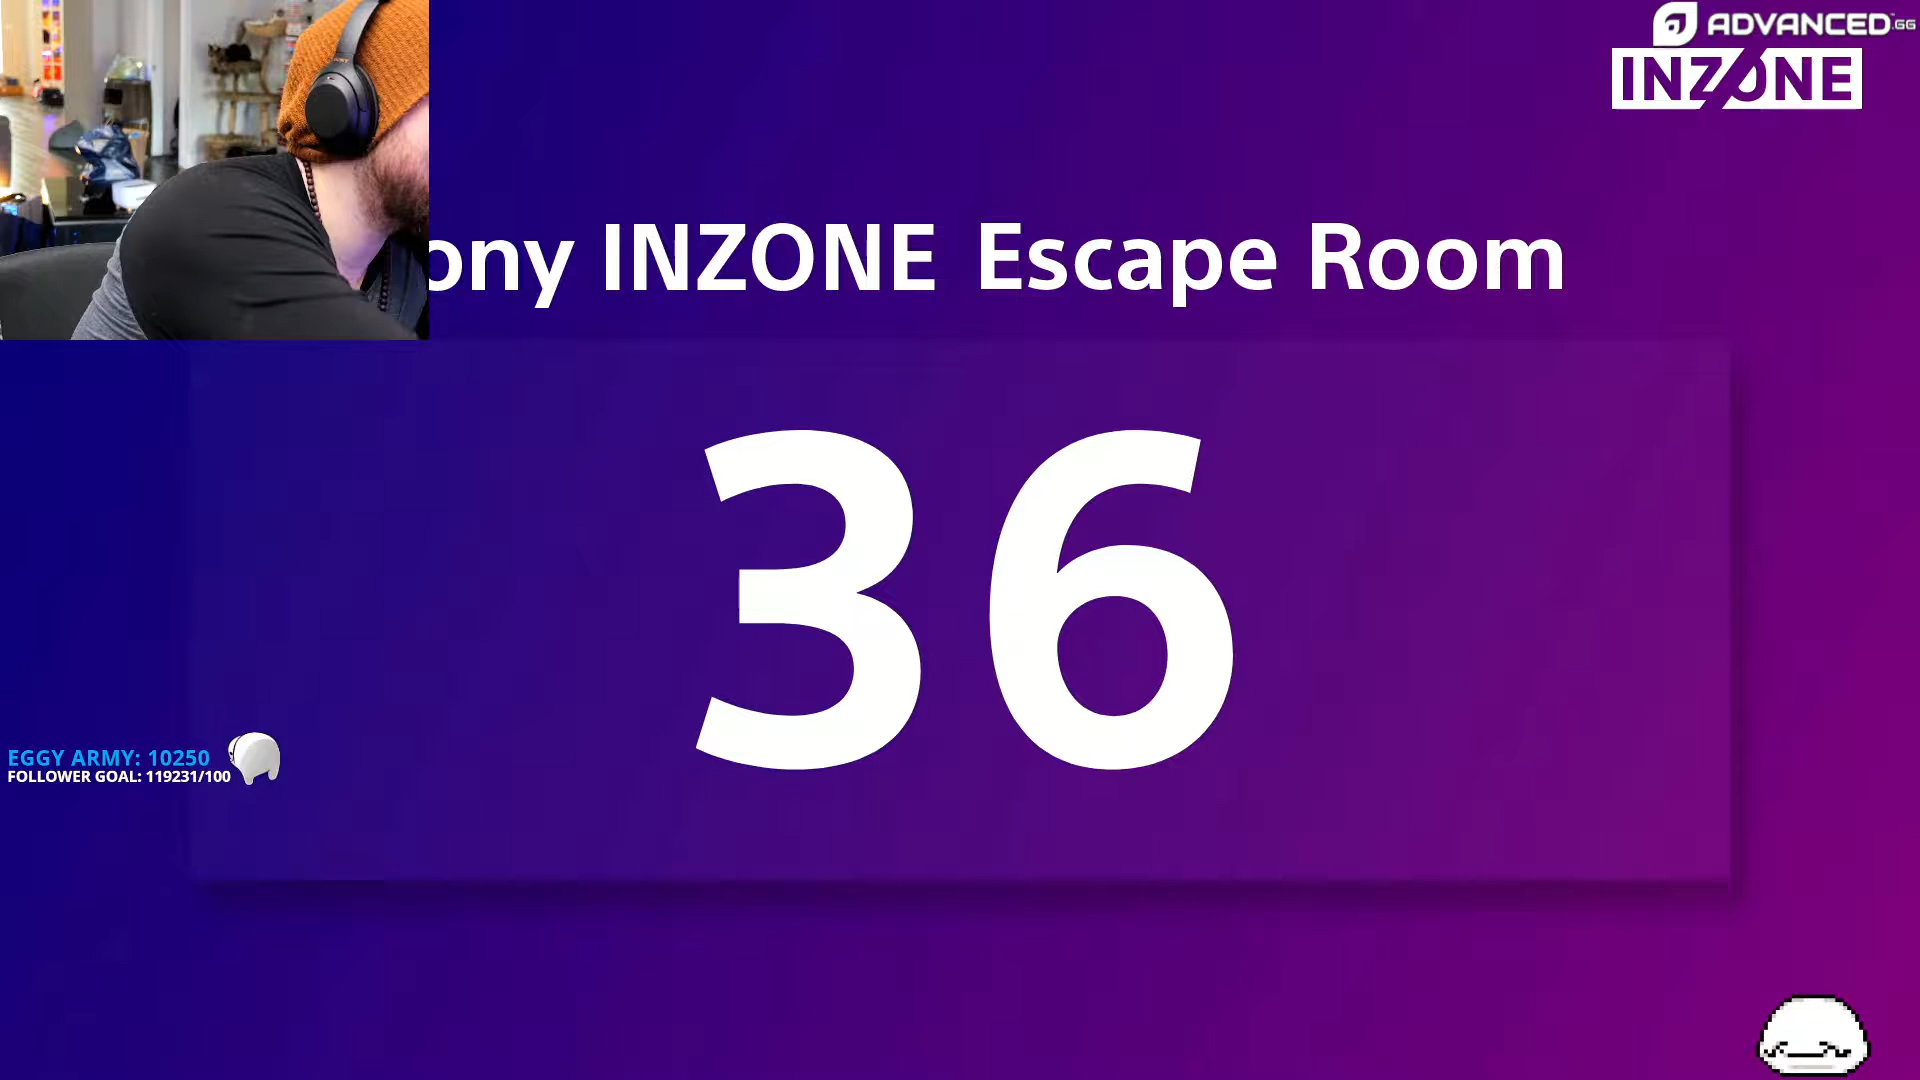 ADVANCED.GG
INZONE
ony INZONE Escape Room
36
EGGY ARMY: 10250
FOLLOWER GOAL: 119231/100